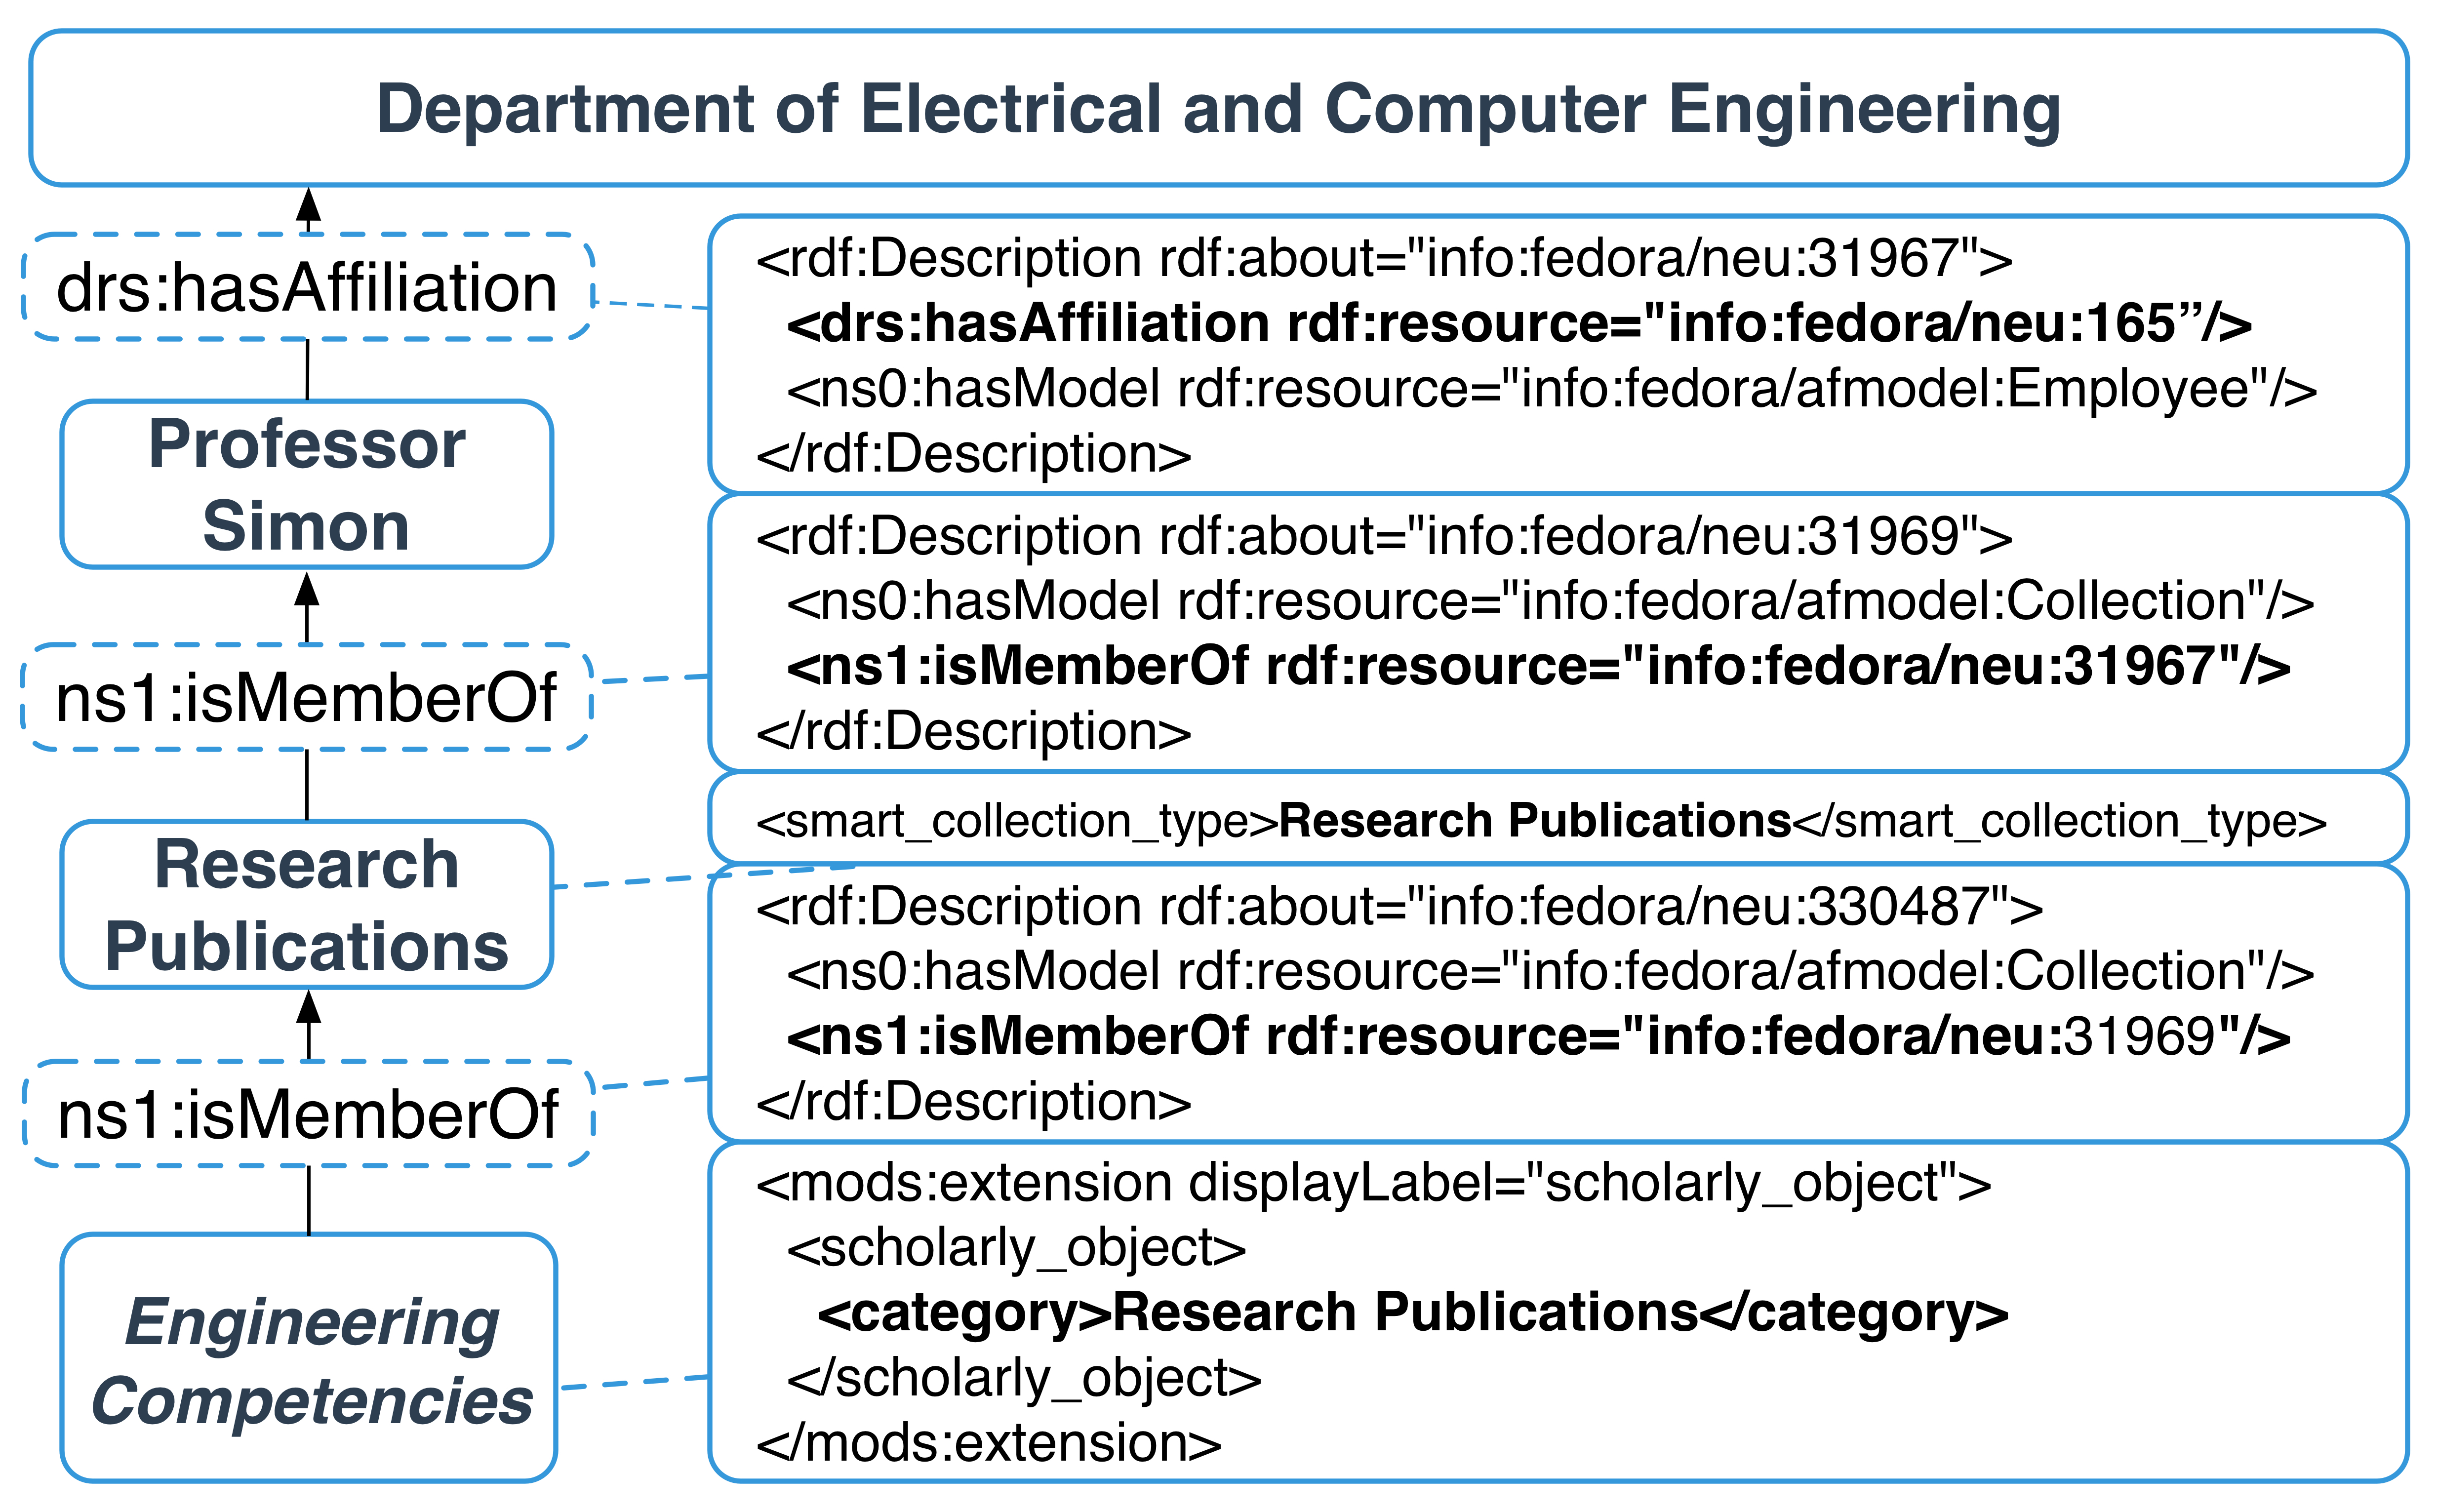 Department of Electrical and Computer Engineering
drs:hasAffiliation
Professor
Simon
ns1:isMemberOf
Research
Publications
ns1:isMemberOf
Engineering
Competencies
<rdf:Description rdf:about="info:fedora/neu:31967">
<drs:hasAffiliation rdf:resource="info:fedora/neu:165”/>
<ns0:hasModel rdf:resource="info:fedora/afmodel:Employee"/>
</rdf:Description>
<rdf:Description rdf:about="info:fedora/neu:31969">
<ns0:hasModel rdf:resource="info:fedora/afmodel:Collection"/>
<ns1:isMemberOf rdf:resource="info:fedora/neu:31967"/>
</rdf:Description>
<smart_collection_type>Research Publications</smart_collection_type>
<rdf:Description rdf:about="info:fedora/neu:330487">
<ns0:hasModel rdf:resource="info:fedora/afmodel:Collection"/>
<ns1:isMemberOf rdf:resource="info:fedora/neu:31969"/>
</rdf:Description>
<mods:extension displayLabel="scholarly_object">
<scholarly_object>
<category>Research Publications</category>
</scholarly_object>
</mods:extension>